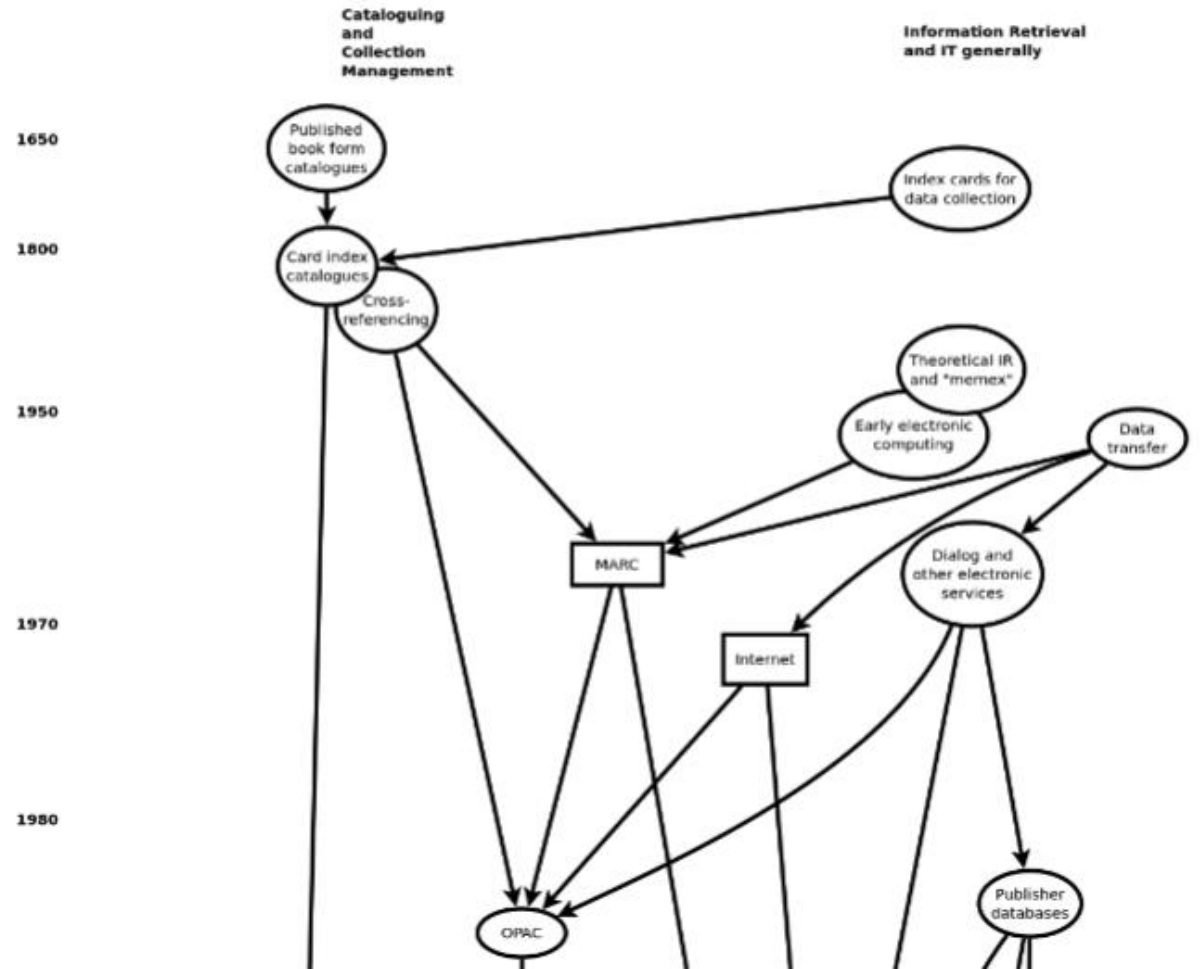 Cataloguing
and
Collection
Management
Information Retrieval
and IT generally
1650
Published
book form
catalogues
Index cards for
data collection
1800
Card index
catalogues
Cross-
referencing
Theoretical IR
and "memex"
1950
Early electronic
computing
Data
transfer
MARC
Dialog and
other electronic
services
1970
Internet
1980
Publisher
databases
OPAC